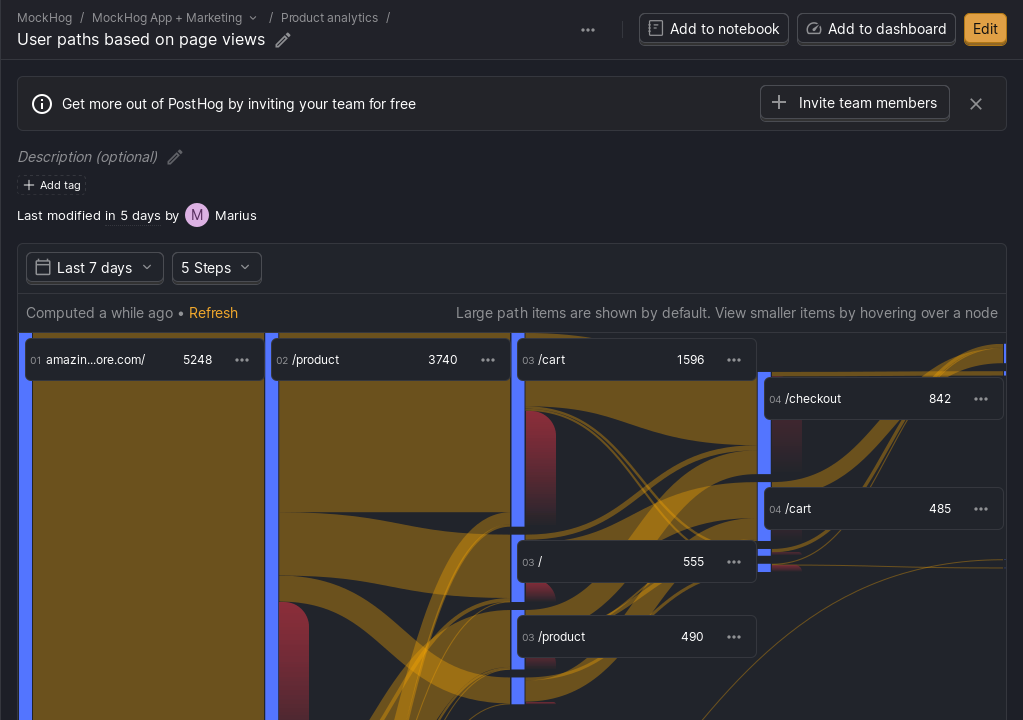 MockHog / MockHog App + Marketing / Product analytics /
User paths based on page views
Add to notebook
Add to dashboard
Edit
Get more out of PostHog by inviting your team for free
Invite team members
Description (optional)
Add tag
Last modified in 5 days by M Marius
Last 7 days
5 Steps
Computed a while ago • Refresh
Large path items are shown by default. View smaller items by hovering over a node
01 amazin...ore.com/ 5248
02 /product 3740
03 /cart 1596
04 /checkout 842
04 /cart 485
03 / 555
03 /product 490